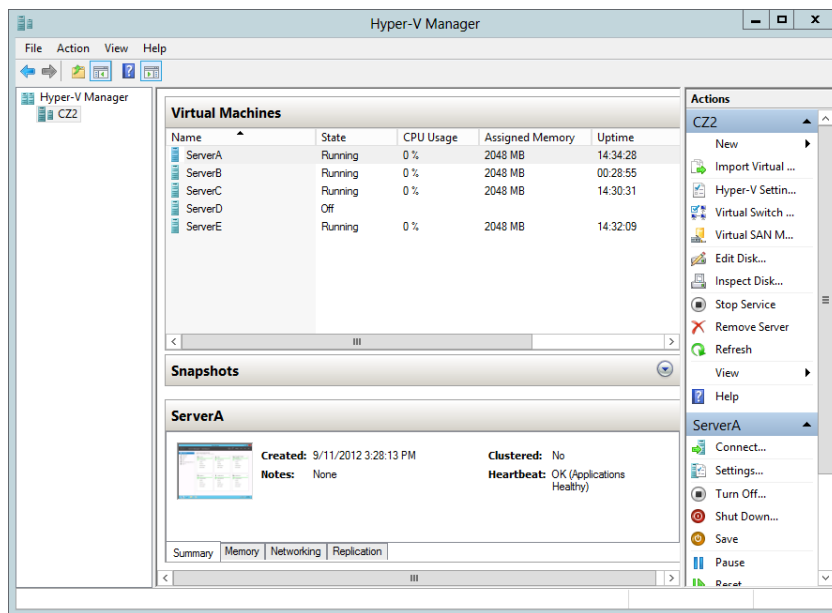 Hyper-V Manager
File Action View Help
Hyper-V Manager
CZ2
Virtual Machines
Name State CPU Usage Assigned Memory Uptime
ServerA Running 0 % 2048 MB 14:34:28
ServerB Running 0 % 2048 MB 00:28:55
ServerC Running 0 % 2048 MB 14:30:31
ServerD Off
ServerE Running 0 % 2048 MB 14:32:09
Snapshots
ServerA
Created: 9/11/2012 3:28:13 PM Clustered: No
Notes: None Heartbeat: OK (Applications
Healthy)
Summary Memory Networking Replication
Actions
CZ2
New
Import Virtual ...
Hyper-V Settin...
Virtual Switch ...
Virtual SAN M...
Edit Disk...
Inspect Disk...
Stop Service
Remove Server
Refresh
View
Help
ServerA
Connect...
Settings...
Turn Off...
Shut Down...
Save
Pause
Reset